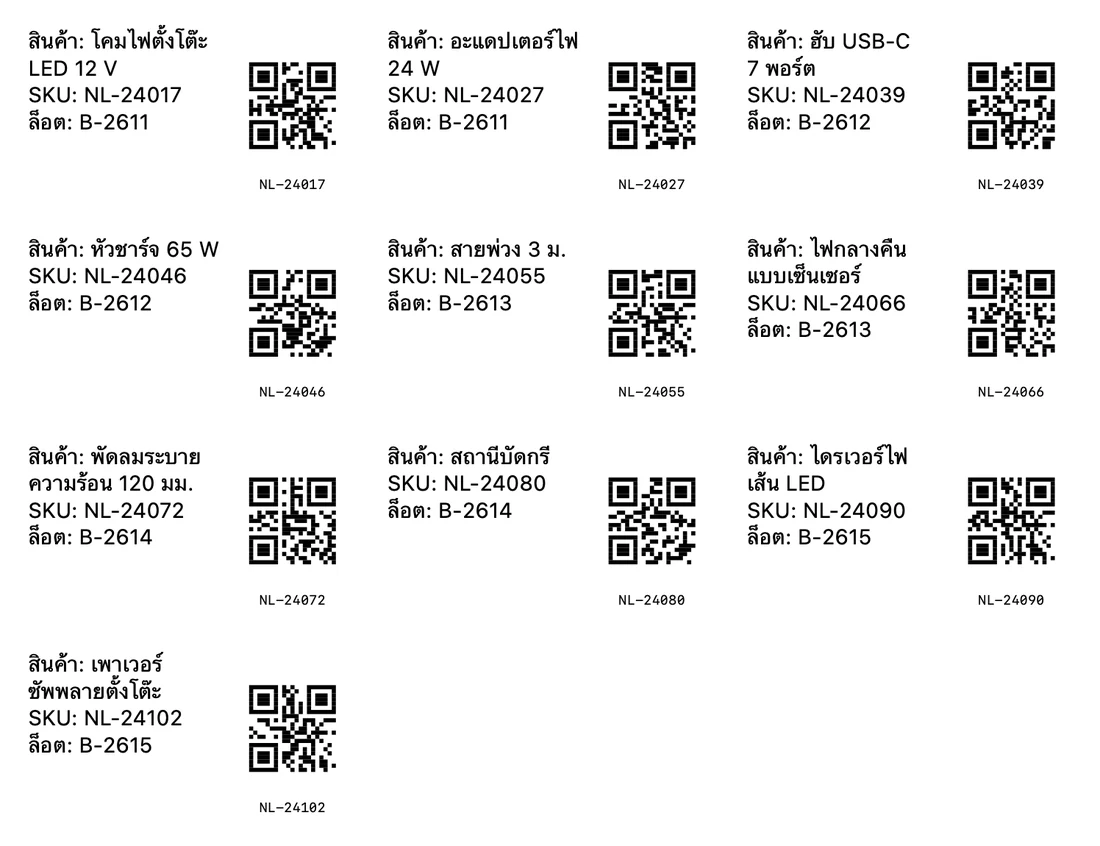 สินค้า: โคมไฟตั้งโต๊ะ
LED 12 V
SKU: NL-24017
ล็อต: B-2611
NL-24017
สินค้า: อะแดปเตอร์ไฟ
24 W
SKU: NL-24027
ล็อต: B-2611
NL-24027
สินค้า: ฮับ USB-C
7 พอร์ต
SKU: NL-24039
ล็อต: B-2612
NL-24039
สินค้า: หัวชาร์จ 65 W
SKU: NL-24046
ล็อต: B-2612
NL-24046
สินค้า: สายพ่วง 3 ม.
SKU: NL-24055
ล็อต: B-2613
NL-24055
สินค้า: ไฟกลางคืน
แบบเซ็นเซอร์
SKU: NL-24066
ล็อต: B-2613
NL-24066
สินค้า: พัดลมระบาย
ความร้อน 120 มม.
SKU: NL-24072
ล็อต: B-2614
NL-24072
สินค้า: สถานีบัดกรี
SKU: NL-24080
ล็อต: B-2614
NL-24080
สินค้า: ไดรเวอร์ไฟ
เส้น LED
SKU: NL-24090
ล็อต: B-2615
NL-24090
สินค้า: เพาเวอร์
ซัพพลายตั้งโต๊ะ
SKU: NL-24102
ล็อต: B-2615
NL-24102